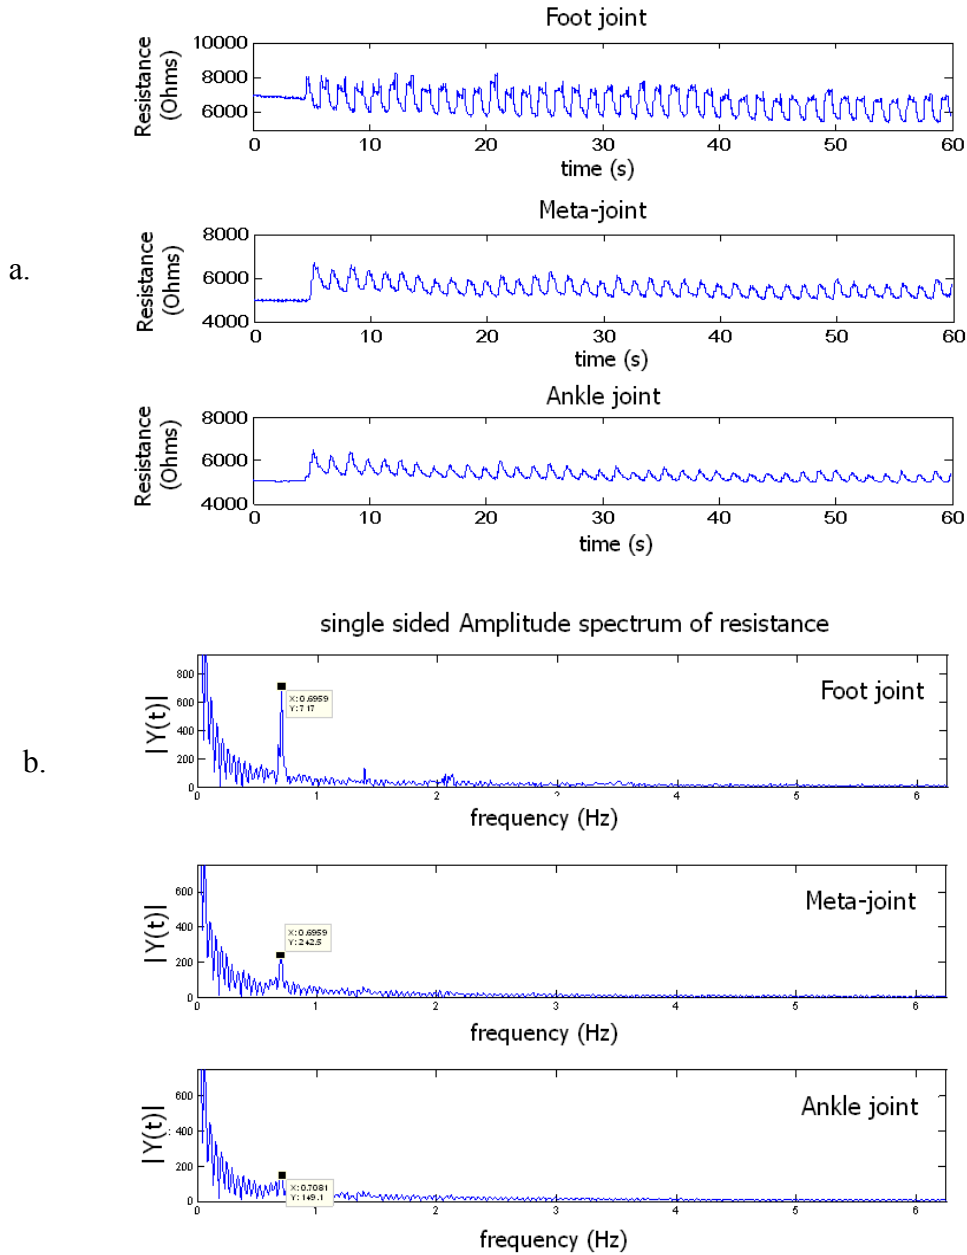 a.
Foot joint
Resistance
(Ohms)
10000
8000
6000
0 10 20 30 40 50 60
time (s)
Meta-joint
Resistance
(Ohms)
8000
6000
4000
0 10 20 30 40 50 60
time (s)
Ankle joint
Resistance
(Ohms)
8000
6000
4000
0 10 20 30 40 50 60
time (s)
b.
single sided Amplitude spectrum of resistance
|Y(t)|
800
600
400
200
0
X: 0.6959
Y: 717
Foot joint
0 1 2 3 4 5 6
frequency (Hz)
|Y(t)|
600
400
200
0
X: 0.6959
Y: 242.5
Meta-joint
0 1 2 3 4 5 6
frequency (Hz)
|Y(t)|
600
400
200
0
X: 0.7081
Y: 149.1
Ankle joint
0 1 2 3 4 5 6
frequency (Hz)